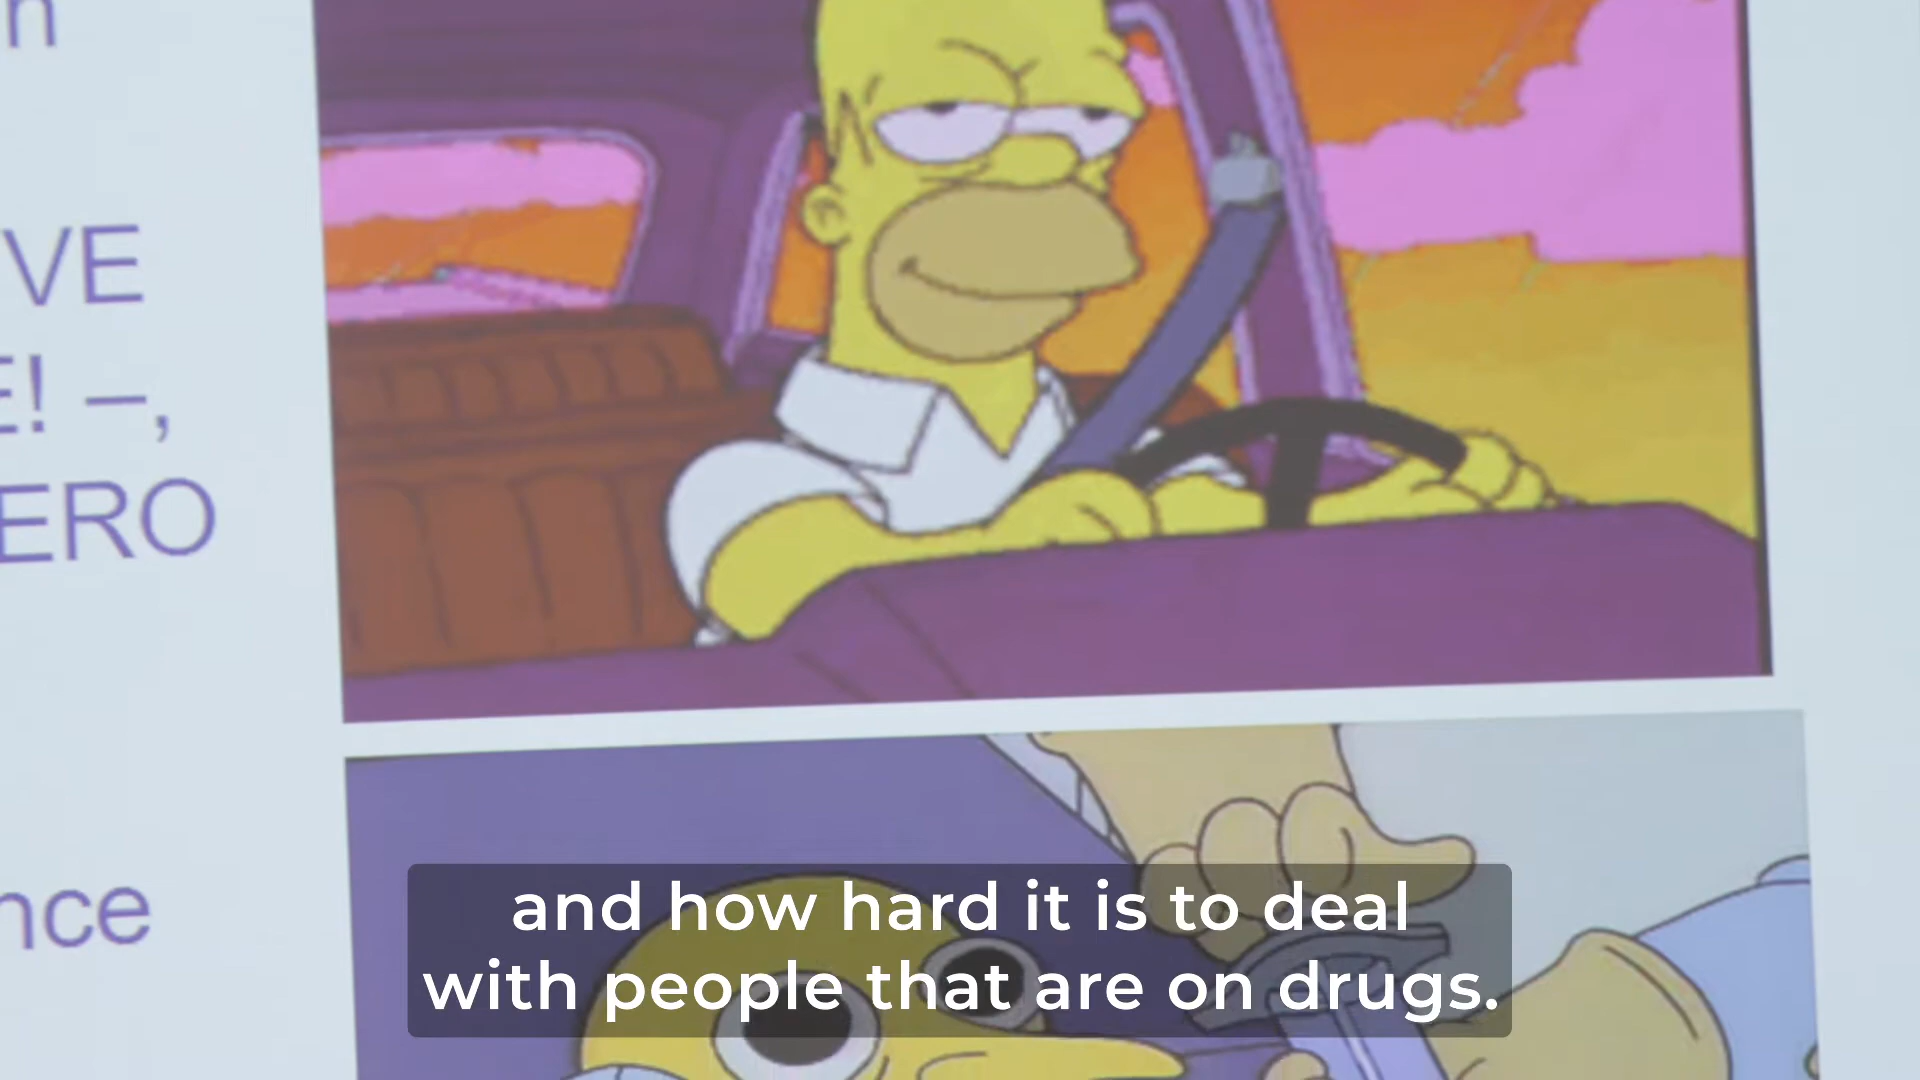 n
VE
E! –,
ERO
nce
and how hard it is to deal
with people that are on drugs.